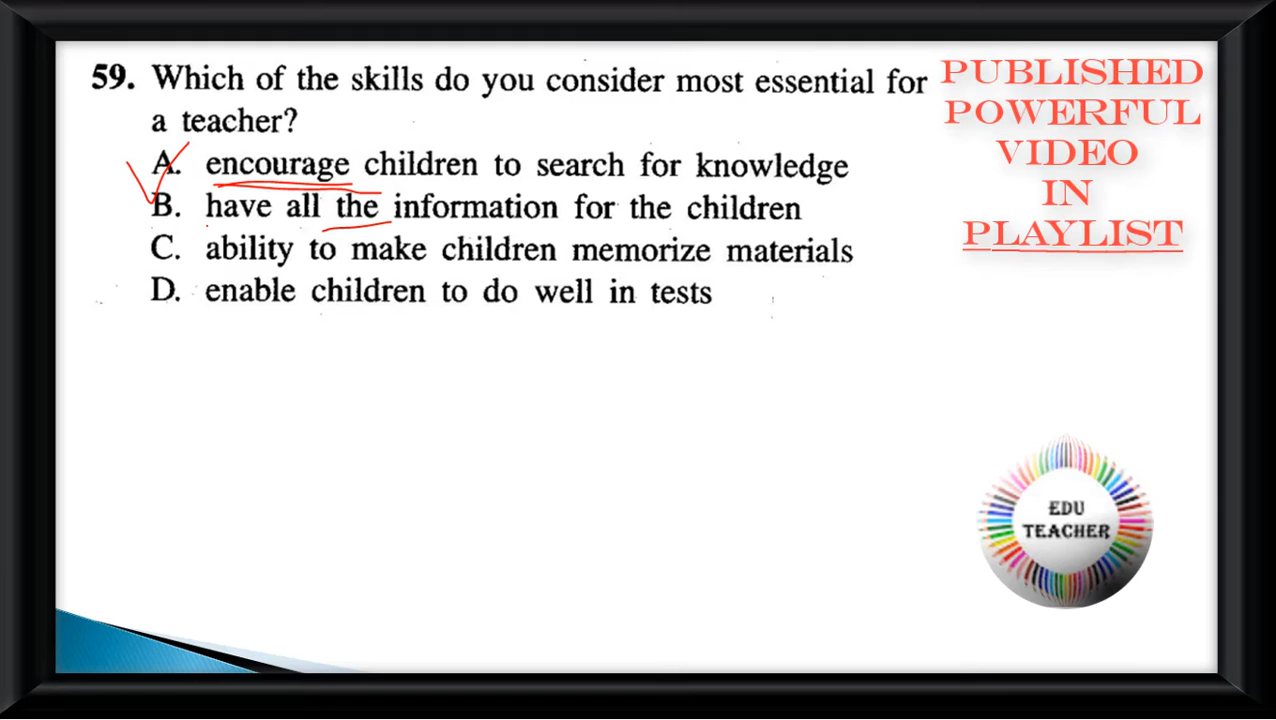 59. Which of the skills do you consider most essential for
a teacher?
A. encourage children to search for knowledge
B. have all the information for the children
C. ability to make children memorize materials
D. enable children to do well in tests
PUBLISHED
POWERFUL
VIDEO
IN
PLAYLIST
EDU
TEACHER